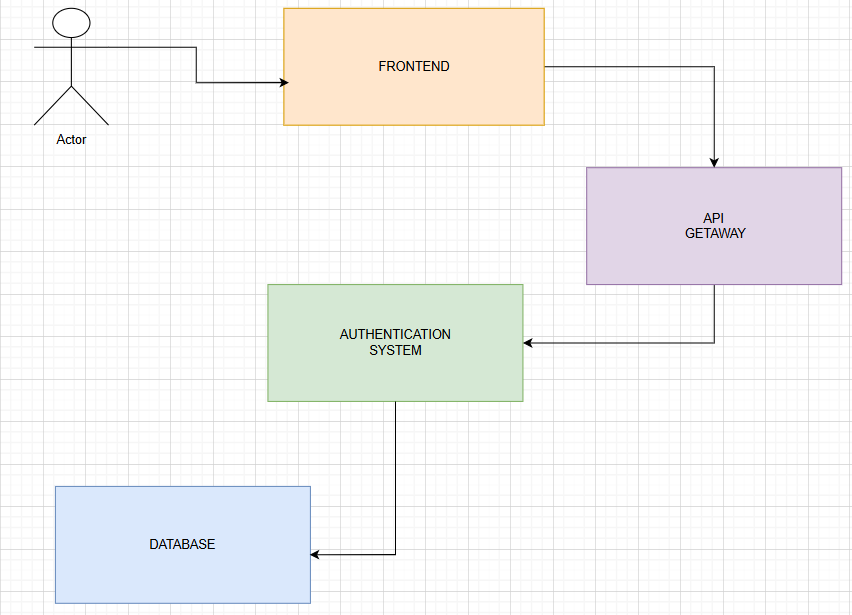 FRONTEND
Actor
API
GETAWAY
AUTHENTICATION
SYSTEM
DATABASE